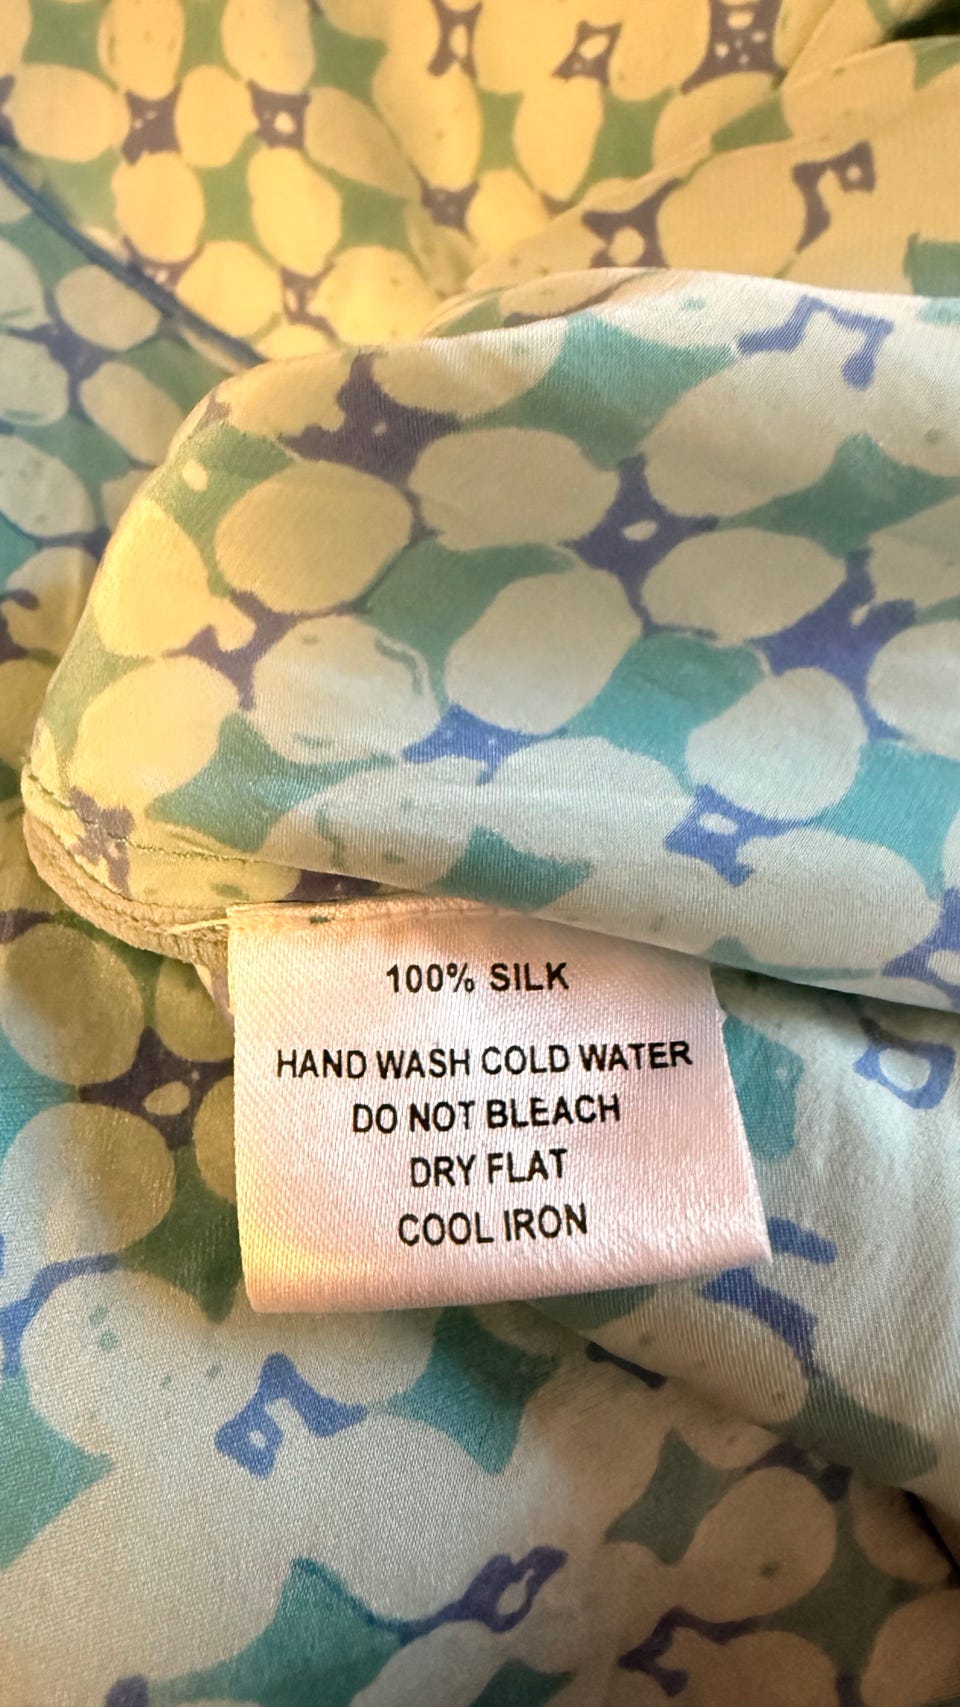 100% SILK
HAND WASH COLD WATER
DO NOT BLEACH
DRY FLAT
COOL IRON